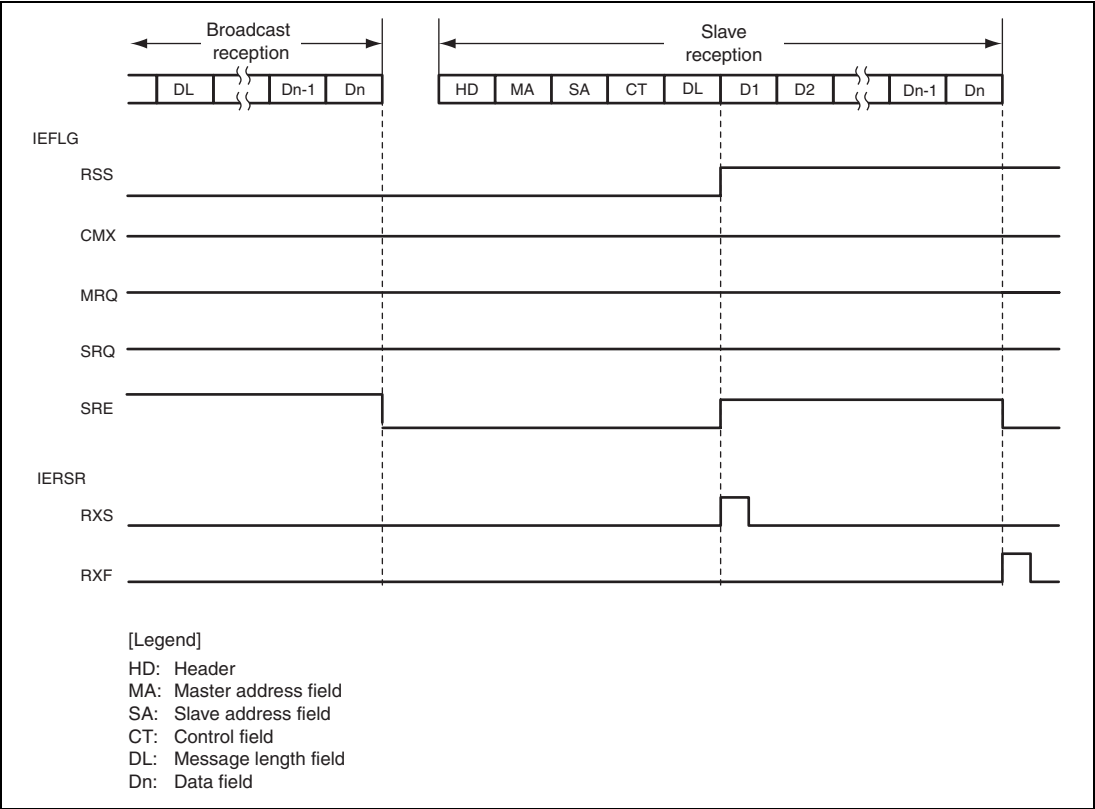 Broadcast
reception
Slave
reception
DL Dn-1 Dn HD MA SA CT DL D1 D2 Dn-1 Dn
IEFLG
RSS
CMX
MRQ
SRQ
SRE
IERSR
RXS
RXF
[Legend]
HD: Header
MA: Master address field
SA: Slave address field
CT: Control field
DL: Message length field
Dn: Data field